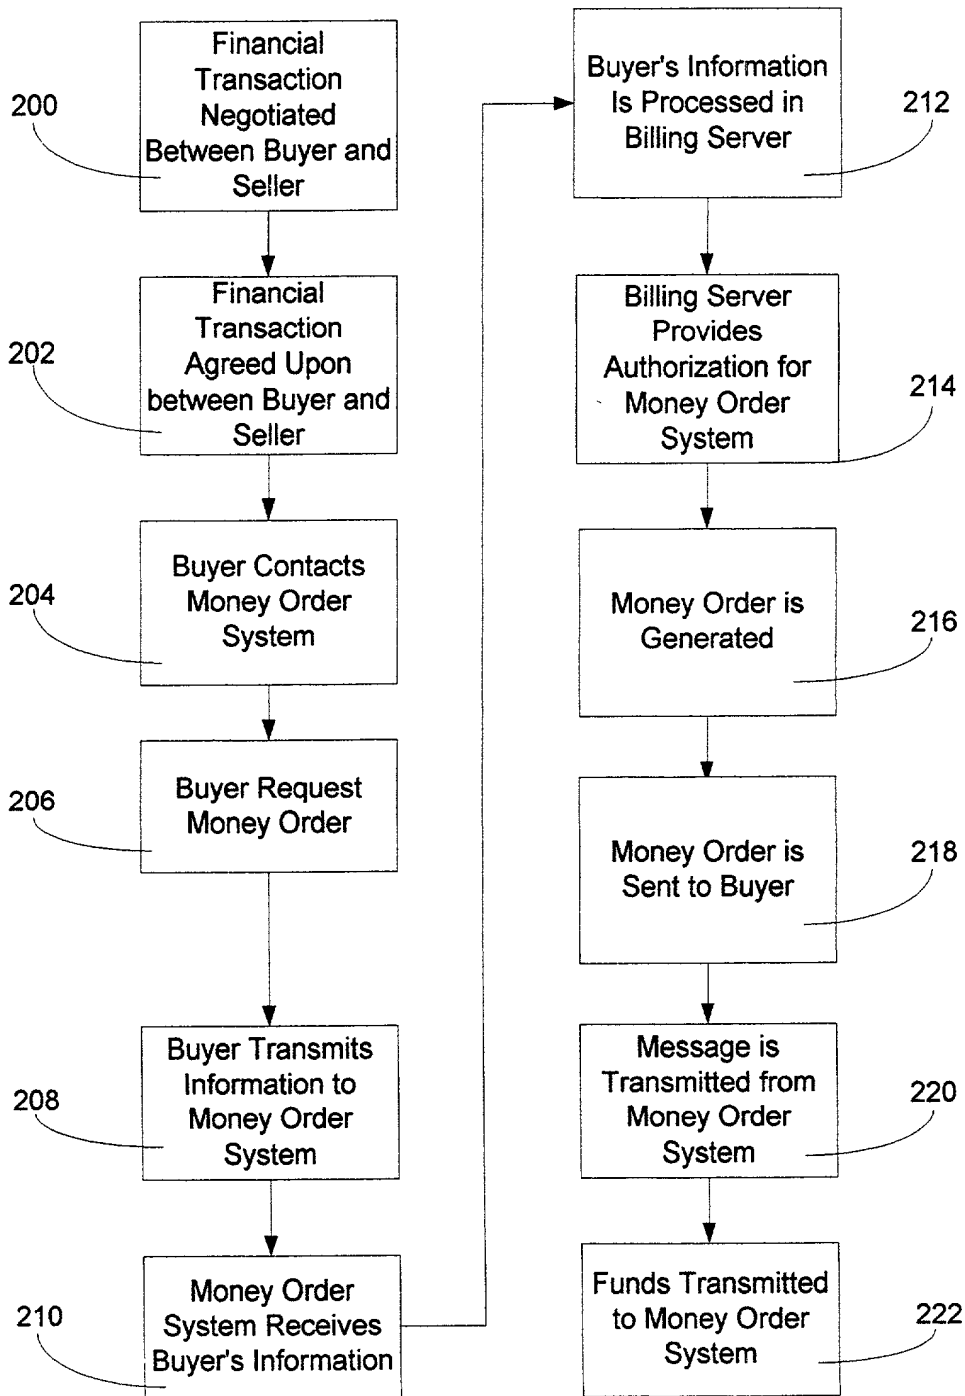 Financial
Transaction
Negotiated
Between Buyer and
Seller
200
Financial
Transaction
Agreed Upon
between Buyer and
Seller
202
Buyer Contacts
Money Order
System
204
Buyer Request
Money Order
206
Buyer Transmits
Information to
Money Order
System
208
Money Order
System Receives
Buyer's Information
210
Buyer's Information
Is Processed in
Billing Server
212
Billing Server
Provides
Authorization for
Money Order
System
214
Money Order is
Generated
216
Money Order is
Sent to Buyer
218
Message is
Transmitted from
Money Order
System
220
Funds Transmitted
to Money Order
System
222